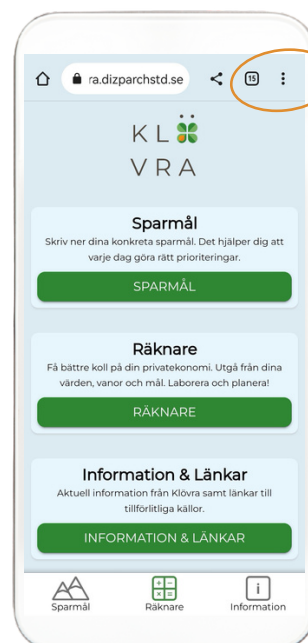 ra.dizparchstd.se
15
KLÖ
VRA
Sparmål
Skriv ner dina konkreta sparmål. Det hjälper dig att
varje dag göra rätt prioriteringar.
SPARMÅL
Räknare
Få bättre koll på din privatekonomi. Utgå från dina
värden, vanor och mål. Laborera och planera!
RÄKNARE
Information & Länkar
Aktuell information från Klövra samt länkar till
tillförlitliga källor.
INFORMATION & LÄNKAR
Sparmål Räknare Information